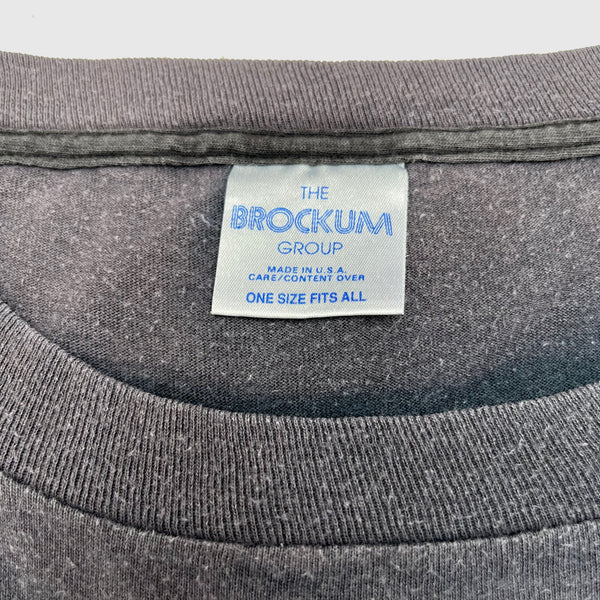 THE
BROCKUM
GROUP
MADE IN U.S.A.
CARE/CONTENT OVER
ONE SIZE FITS ALL